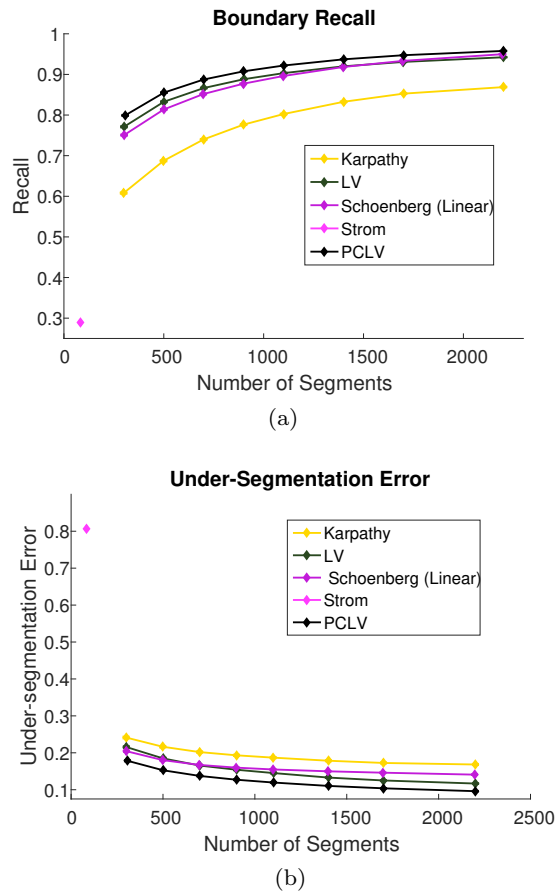 Boundary Recall
1
0.9
0.8
0.7
0.6
0.5
0.4
0.3
Recall
Karpathy
LV
Schoenberg (Linear)
Strom
PCLV
0 500 1000 1500 2000
Number of Segments
(a)
Under-Segmentation Error
0.8
0.7
0.6
0.5
0.4
0.3
0.2
0.1
Under-segmentation Error
Karpathy
LV
Schoenberg (Linear)
Strom
PCLV
0 500 1000 1500 2000 2500
Number of Segments
(b)